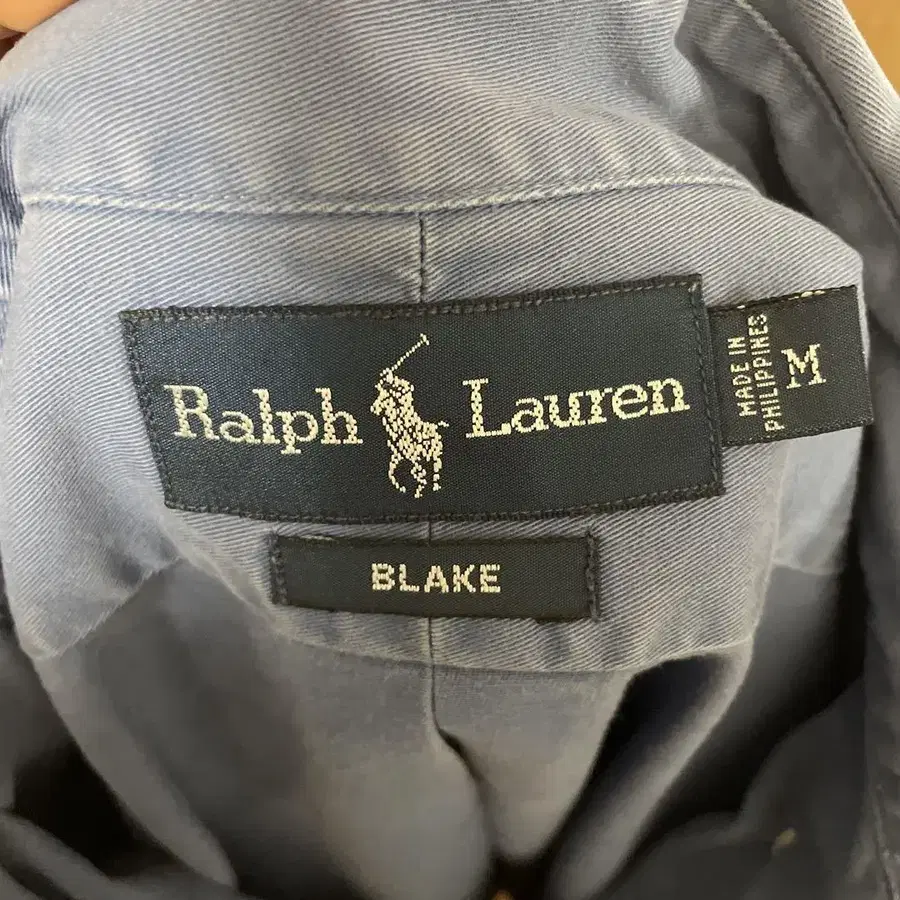 Ralph Lauren
MADE IN
PHILIPPINES
M
BLAKE